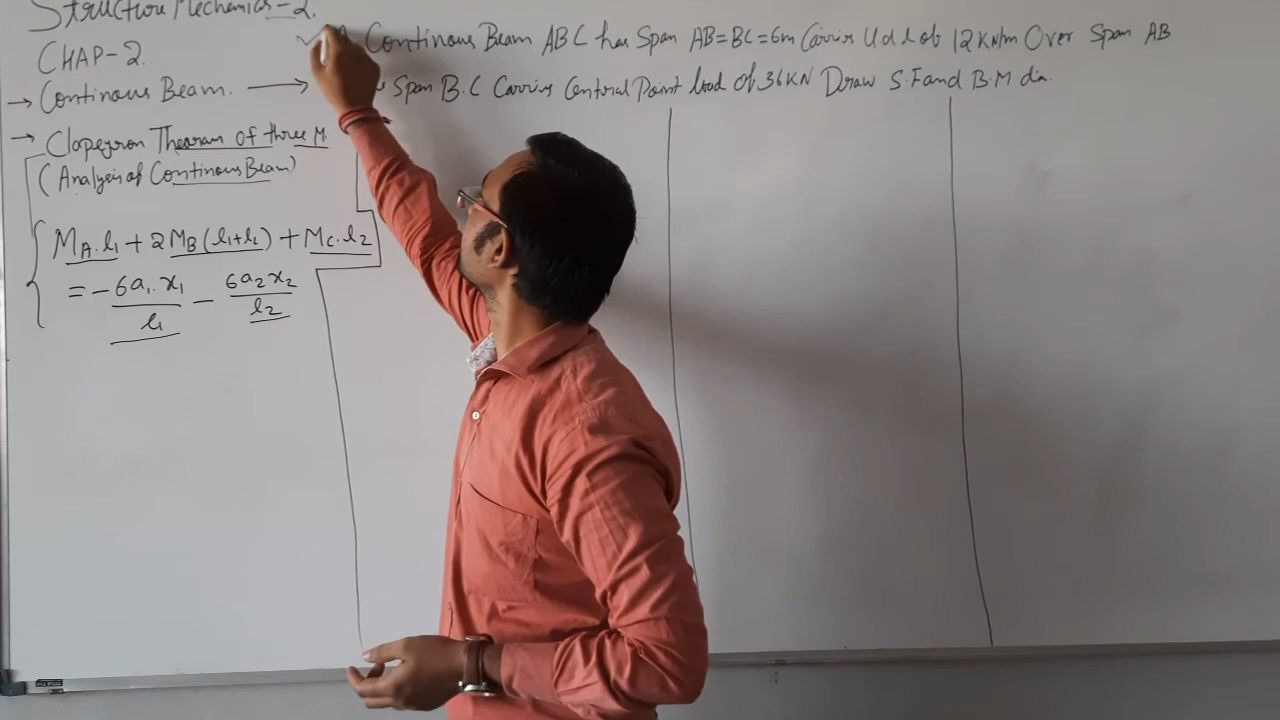 Structure Mechanics-2.
CHAP-2.
→ Continous Beam. →
Continous Beam ABC has Span AB=BC=6m Carries Udl of 12KN/m Over Span AB
Span B.C Carries Central Point load of 36KN Draw S.F and B.M dia.
→ Clapeyron Thearam of three M.
(Analysis of Continous Beam)
MA.l1 + 2MB(l1+l2) + MC.l2
= - 6a1.x1 / l1 - 6a2x2 / l2